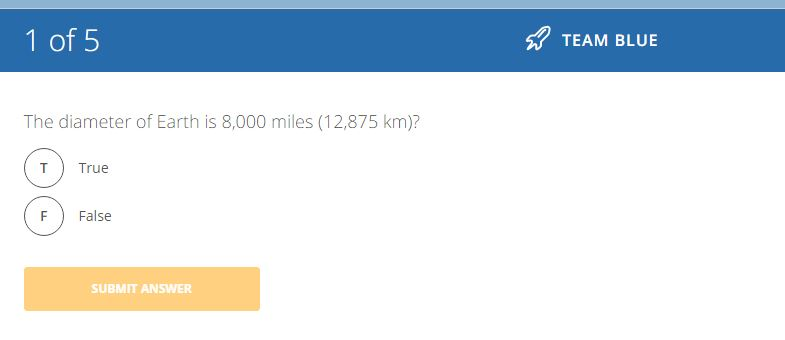 1 of 5
TEAM BLUE
The diameter of Earth is 8,000 miles (12,875 km)?
T True
F False
SUBMIT ANSWER